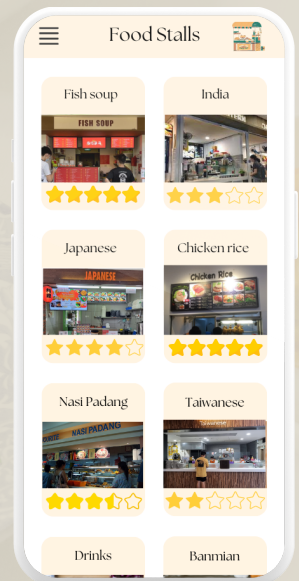 Food Stalls
Fish soup
India
FISH SOUP
Japanese
Chicken rice
JAPANESE
Chicken Rice
Nasi Padang
Taiwanese
NASI PADANG
Taiwanese
Drinks
Banmian